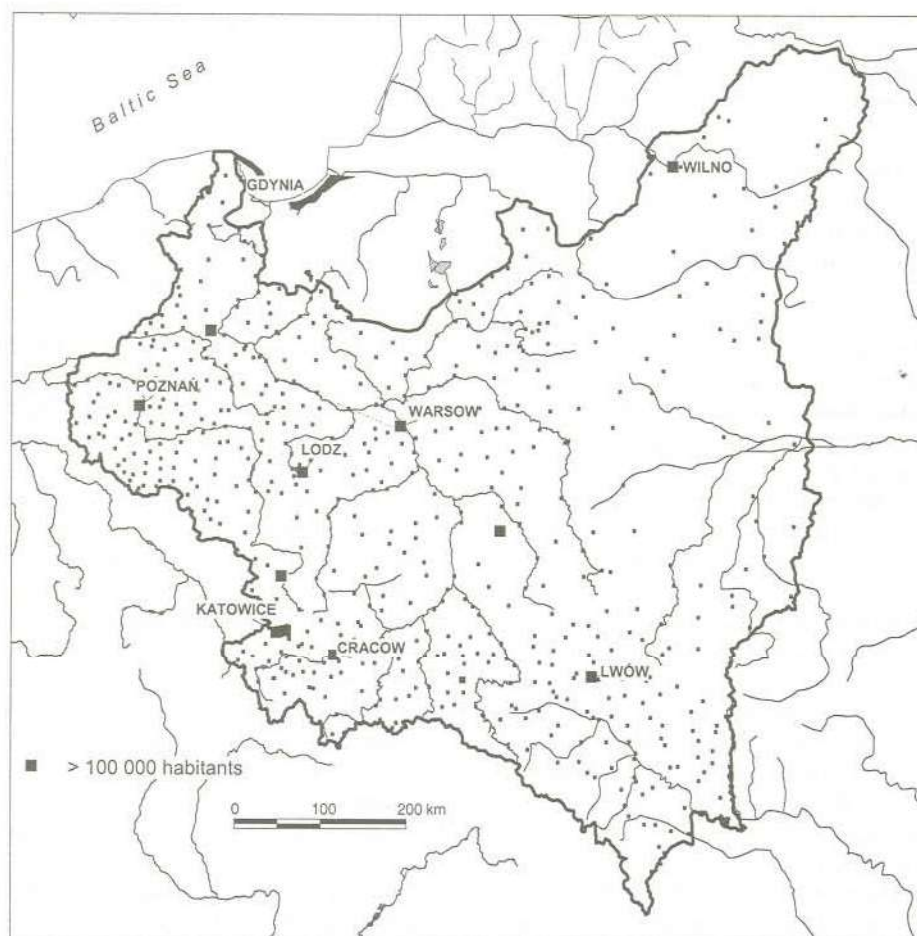 Baltic Sea
GDYNIA
WILNO
POZNAŃ
WARSOW
LODZ
KATOWICE
CRACOW
LWÓW
> 100 000 habitants
0 100 200 km